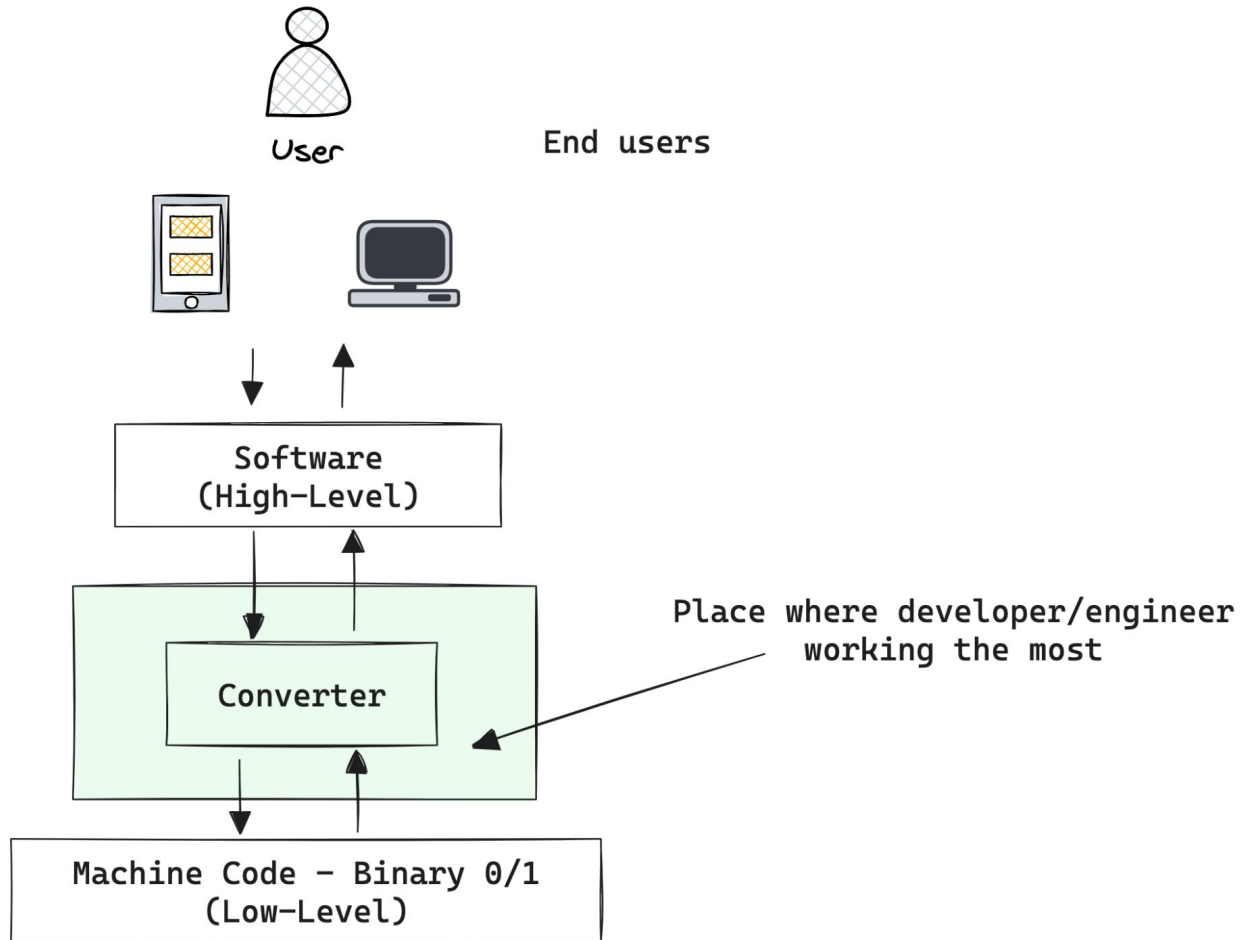 User
End users
Software
(High-Level)
Place where developer/engineer
working the most
Converter
Machine Code - Binary 0/1
(Low-Level)